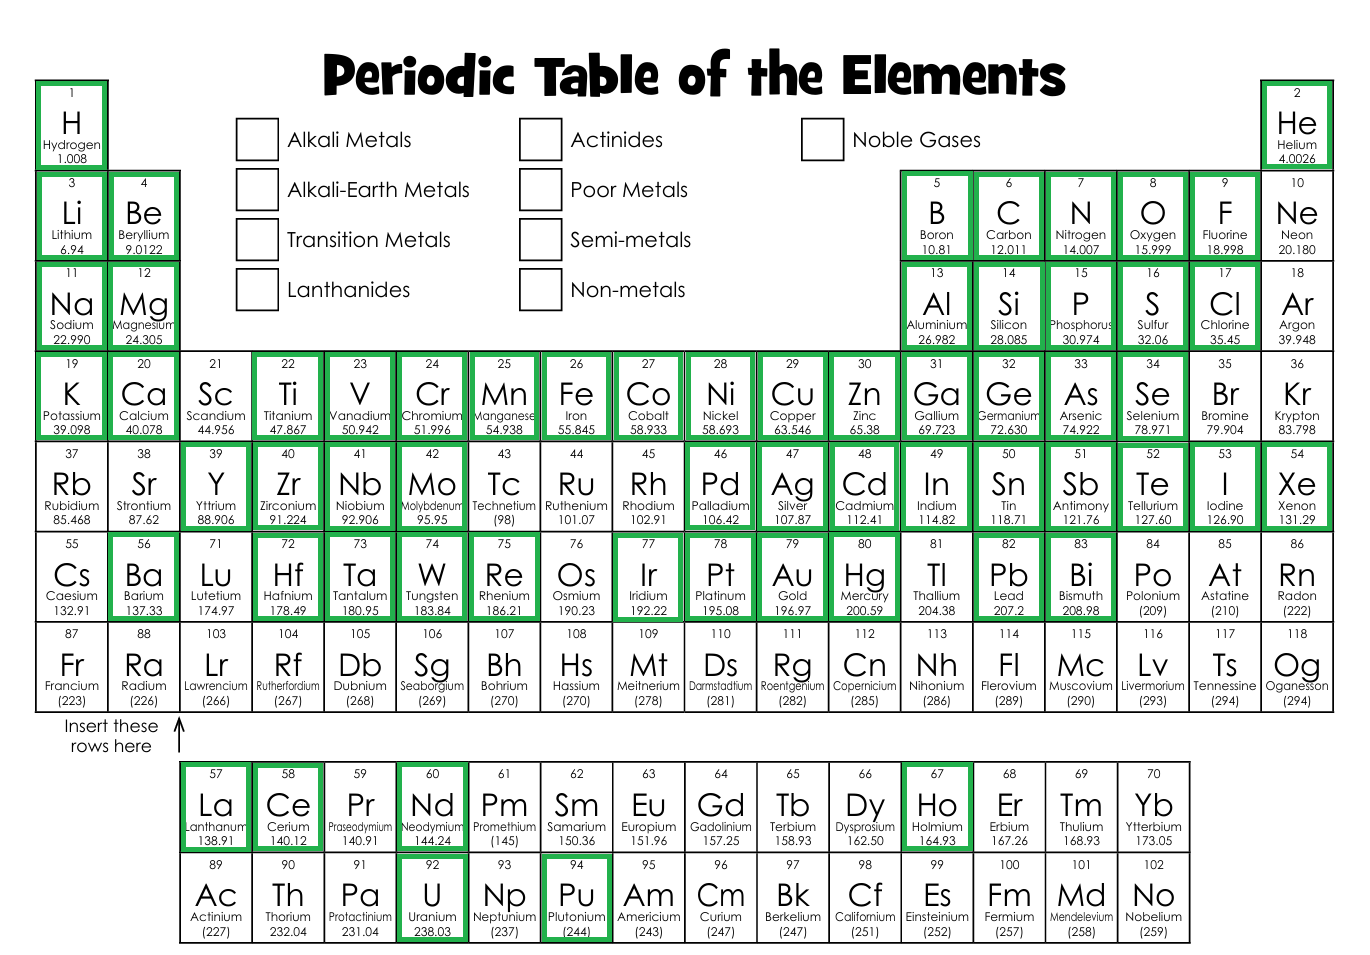 Periodic Table of the Elements
Alkali Metals
Actinides
Noble Gases
Alkali-Earth Metals
Poor Metals
Transition Metals
Semi-metals
Lanthanides
Non-metals
1 2
H He
Hydrogen Helium
1.008 4.0026
3 4 5 6 7 8 9 10
Li Be B C N O F Ne
Lithium Beryllium Boron Carbon Nitrogen Oxygen Fluorine Neon
6.94 9.0122 10.81 12.011 14.007 15.999 18.998 20.180
11 12 13 14 15 16 17 18
Na Mg Al Si P S Cl Ar
Sodium Magnesium Aluminium Silicon Phosphorus Sulfur Chlorine Argon
22.990 24.305 26.982 28.085 30.974 32.06 35.45 39.948
19 20 21 22 23 24 25 26 27 28 29 30 31 32 33 34 35 36
K Ca Sc Ti V Cr Mn Fe Co Ni Cu Zn Ga Ge As Se Br Kr
Potassium Calcium Scandium Titanium Vanadium Chromium Manganese Iron Cobalt Nickel Copper Zinc Gallium Germanium Arsenic Selenium Bromine Krypton
39.098 40.078 44.956 47.867 50.942 51.996 54.938 55.845 58.933 58.693 63.546 65.38 69.723 72.630 74.922 78.971 79.904 83.798
37 38 39 40 41 42 43 44 45 46 47 48 49 50 51 52 53 54
Rb Sr Y Zr Nb Mo Tc Ru Rh Pd Ag Cd In Sn Sb Te I Xe
Rubidium Strontium Yttrium Zirconium Niobium Molybdenum Technetium Ruthenium Rhodium Palladium Silver Cadmium Indium Tin Antimony Tellurium Iodine Xenon
85.468 87.62 88.906 91.224 92.906 95.95 (98) 101.07 102.91 106.42 107.87 112.41 114.82 118.71 121.76 127.60 126.90 131.29
55 56 71 72 73 74 75 76 77 78 79 80 81 82 83 84 85 86
Cs Ba Lu Hf Ta W Re Os Ir Pt Au Hg Tl Pb Bi Po At Rn
Caesium Barium Lutetium Hafnium Tantalum Tungsten Rhenium Osmium Iridium Platinum Gold Mercury Thallium Lead Bismuth Polonium Astatine Radon
132.91 137.33 174.97 178.49 180.95 183.84 186.21 190.23 192.22 195.08 196.97 200.59 204.38 207.2 208.98 (209) (210) (222)
87 88 103 104 105 106 107 108 109 110 111 112 113 114 115 116 117 118
Fr Ra Lr Rf Db Sg Bh Hs Mt Ds Rg Cn Nh Fl Mc Lv Ts Og
Francium Radium Lawrencium Rutherfordium Dubnium Seaborgium Bohrium Hassium Meitnerium Darmstadtium Roentgenium Copernicium Nihonium Flerovium Muscovium Livermorium Tennessine Oganesson
(223) (226) (266) (267) (268) (269) (270) (270) (278) (281) (282) (285) (286) (289) (290) (293) (294) (294)
Insert these
rows here
57 58 59 60 61 62 63 64 65 66 67 68 69 70
La Ce Pr Nd Pm Sm Eu Gd Tb Dy Ho Er Tm Yb
Lanthanum Cerium Praseodymium Neodymium Promethium Samarium Europium Gadolinium Terbium Dysprosium Holmium Erbium Thulium Ytterbium
138.91 140.12 140.91 144.24 (145) 150.36 151.96 157.25 158.93 162.50 164.93 167.26 168.93 173.05
89 90 91 92 93 94 95 96 97 98 99 100 101 102
Ac Th Pa U Np Pu Am Cm Bk Cf Es Fm Md No
Actinium Thorium Protactinium Uranium Neptunium Plutonium Americium Curium Berkelium Californium Einsteinium Fermium Mendelevium Nobelium
(227) 232.04 231.04 238.03 (237) (244) (243) (247) (247) (251) (252) (257) (258) (259)